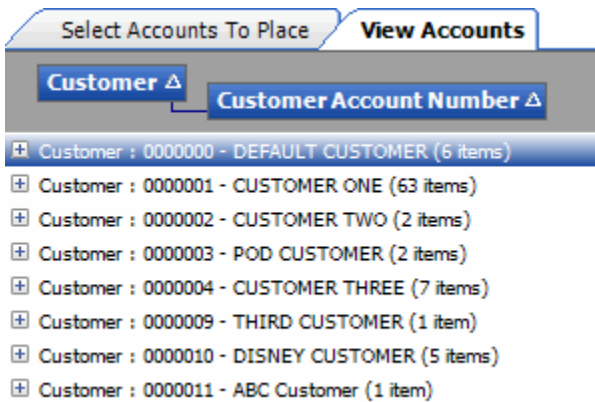 Select Accounts To Place
View Accounts
Customer
Customer Account Number
Customer : 0000000 - DEFAULT CUSTOMER (6 items)
Customer : 0000001 - CUSTOMER ONE (63 items)
Customer : 0000002 - CUSTOMER TWO (2 items)
Customer : 0000003 - POD CUSTOMER (2 items)
Customer : 0000004 - CUSTOMER THREE (7 items)
Customer : 0000009 - THIRD CUSTOMER (1 item)
Customer : 0000010 - DISNEY CUSTOMER (5 items)
Customer : 0000011 - ABC Customer (1 item)